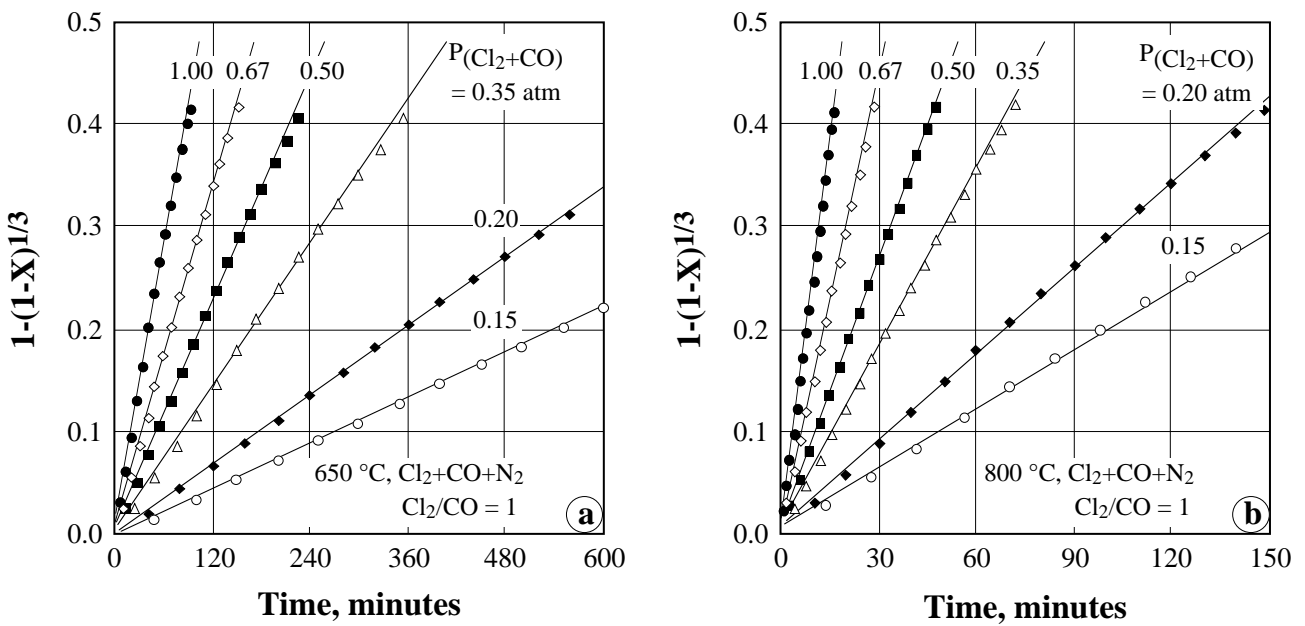 0.5
0.4
0.3
0.2
0.1
0.0
1-(1-X)1/3
1.00
0.67
0.50
P(Cl2+CO)
= 0.35 atm
0.20
0.15
650 °C, Cl2+CO+N2
Cl2/CO = 1
a
0 120 240 360 480 600
Time, minutes
0.5
0.4
0.3
0.2
0.1
0.0
1-(1-X)1/3
1.00
0.67
0.50
0.35
P(Cl2+CO)
= 0.20 atm
0.15
800 °C, Cl2+CO+N2
Cl2/CO = 1
b
0 30 60 90 120 150
Time, minutes